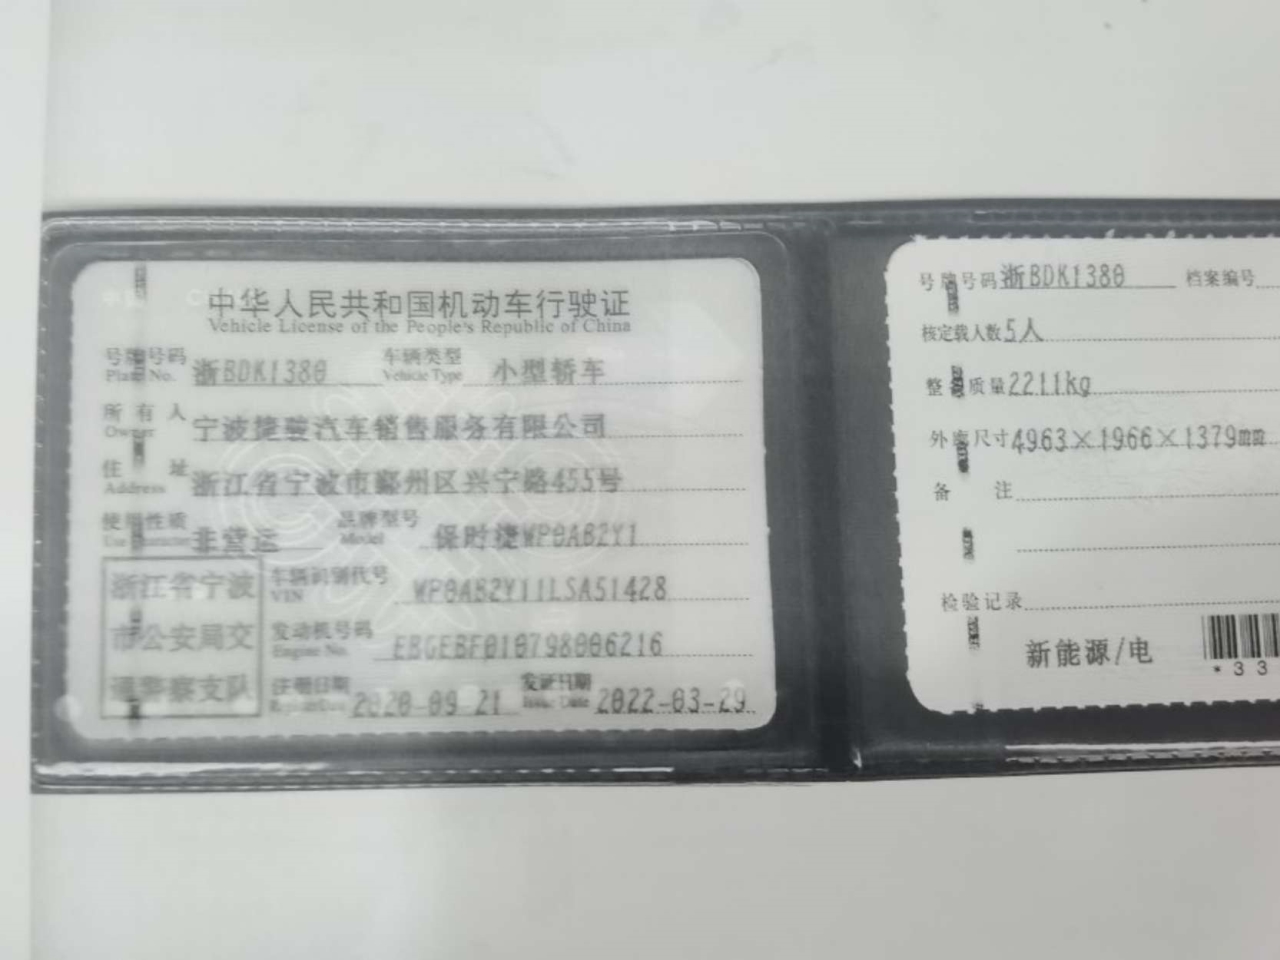 中华人民共和国机动车行驶证
Vehicle License of the People's Republic of China
号牌号码 Plate No. 浙BDK1380 车辆类型 Vehicle Type 小型轿车
所有人 Owner 宁波捷骏汽车销售服务有限公司
住址 Address 浙江省宁波市鄞州区兴宁路455号
使用性质 Use Character 非营运 品牌型号 Model 保时捷WP0AB2Y1
浙江省宁波
市公安局交
通警察支队
车辆识别代号 VIN WP0AB2Y11LSA51428
发动机号码 Engine No. EBGEBF010798006216
注册日期 Register Date 2020-09-21 发证日期 Issue Date 2022-03-29
号牌号码 浙BDK1380 档案编号
核定载人数 5人
整备质量 2211kg
外廓尺寸 4963×1966×1379mm
备注
检验记录
新能源/电
*33